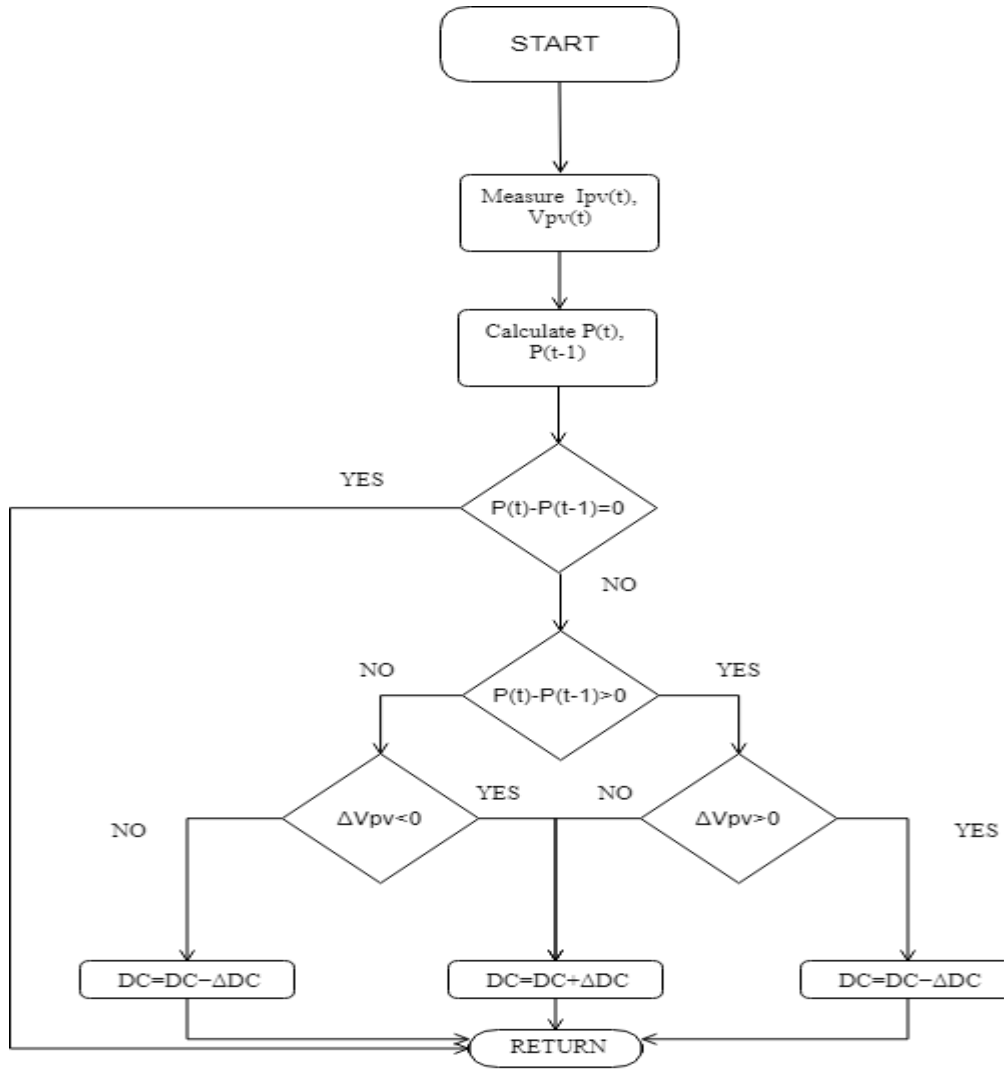 START
Measure Ipv(t),
Vpv(t)
Calculate P(t),
P(t-1)
YES
P(t)-P(t-1)=0
NO
NO
P(t)-P(t-1)>0
YES
NO
ΔVpv<0
YES
NO
ΔVpv>0
YES
DC=DC−ΔDC
DC=DC+ΔDC
DC=DC−ΔDC
RETURN